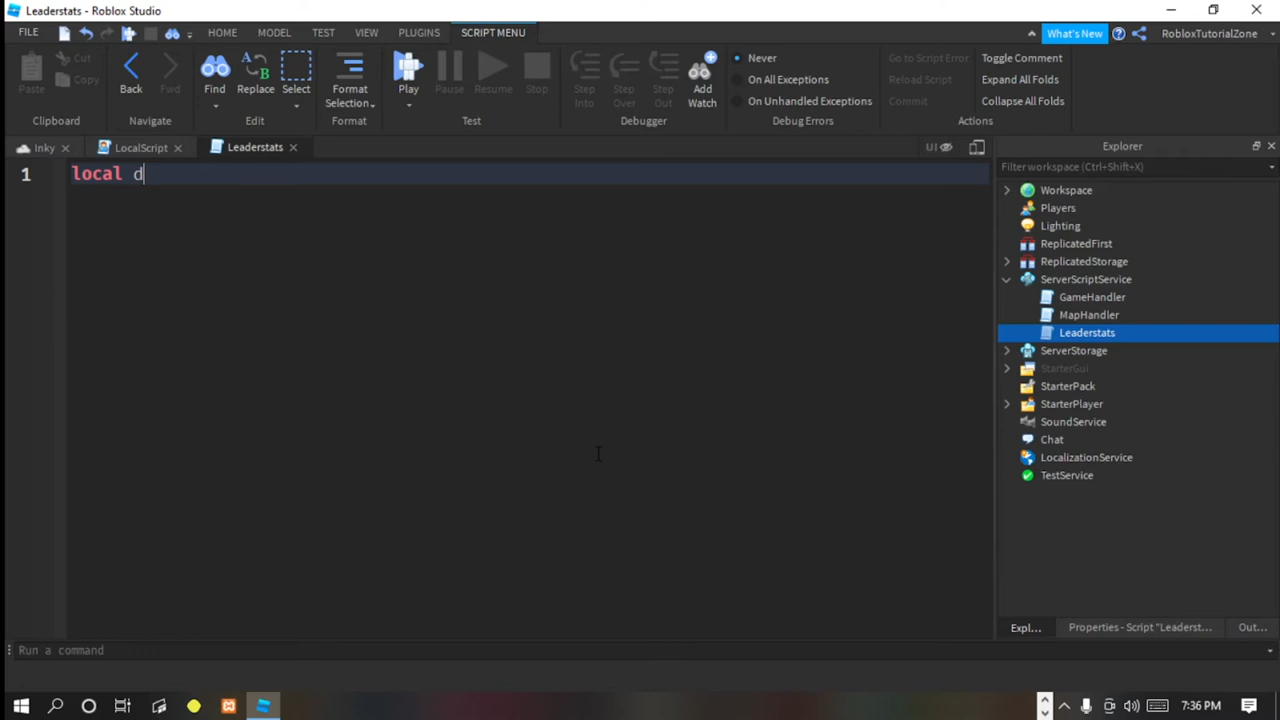 Leaderstats - Roblox Studio
FILE HOME MODEL TEST VIEW PLUGINS SCRIPT MENU What's New RobloxTutorialZone
Paste Cut Copy Back Fwd Find Replace Select Format Selection Play Pause Resume Stop Step Into Step Over Step Out Add Watch
Never
On All Exceptions
On Unhandled Exceptions
Go to Script Error
Reload Script
Commit
Toggle Comment
Expand All Folds
Collapse All Folds
Clipboard Navigate Edit Format Test Debugger Debug Errors Actions
Inky LocalScript Leaderstats UI
1 local d
Explorer
Filter workspace (Ctrl+Shift+X)
Workspace
Players
Lighting
ReplicatedFirst
ReplicatedStorage
ServerScriptService
GameHandler
MapHandler
Leaderstats
ServerStorage
StarterGui
StarterPack
StarterPlayer
SoundService
Chat
LocalizationService
TestService
Expl... Properties - Script "Leaderst... Out...
Run a command
7:36 PM